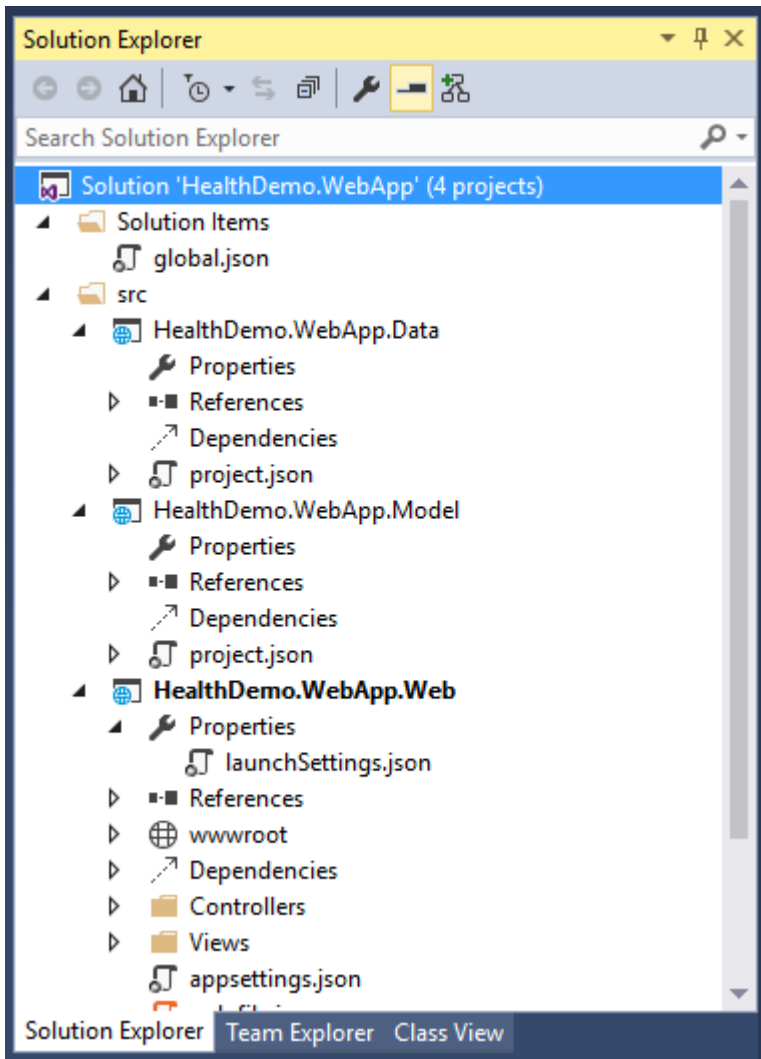 Solution Explorer
Search Solution Explorer
Solution 'HealthDemo.WebApp' (4 projects)
Solution Items
global.json
src
HealthDemo.WebApp.Data
Properties
References
Dependencies
project.json
HealthDemo.WebApp.Model
Properties
References
Dependencies
project.json
HealthDemo.WebApp.Web
Properties
launchSettings.json
References
wwwroot
Dependencies
Controllers
Views
appsettings.json
Solution Explorer Team Explorer Class View